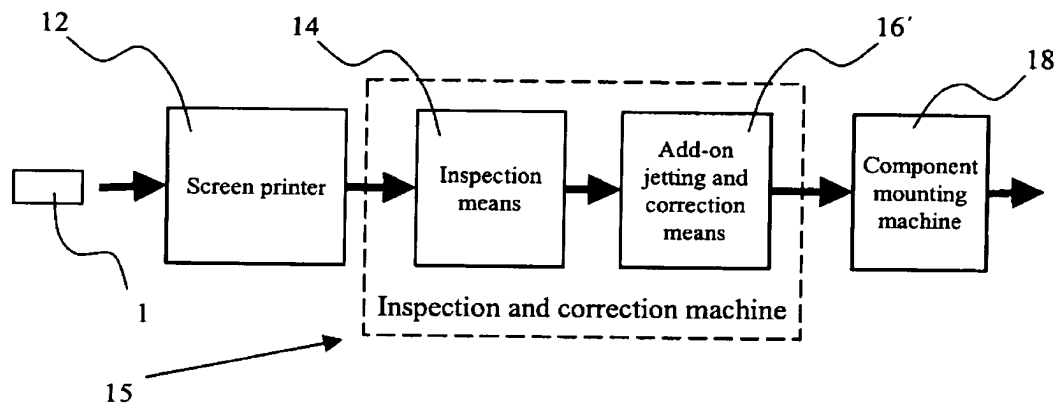 12
14
16′
18
Screen printer
Inspection
means
Add-on
jetting and
correction
means
Component
mounting
machine
1
Inspection and correction machine
15